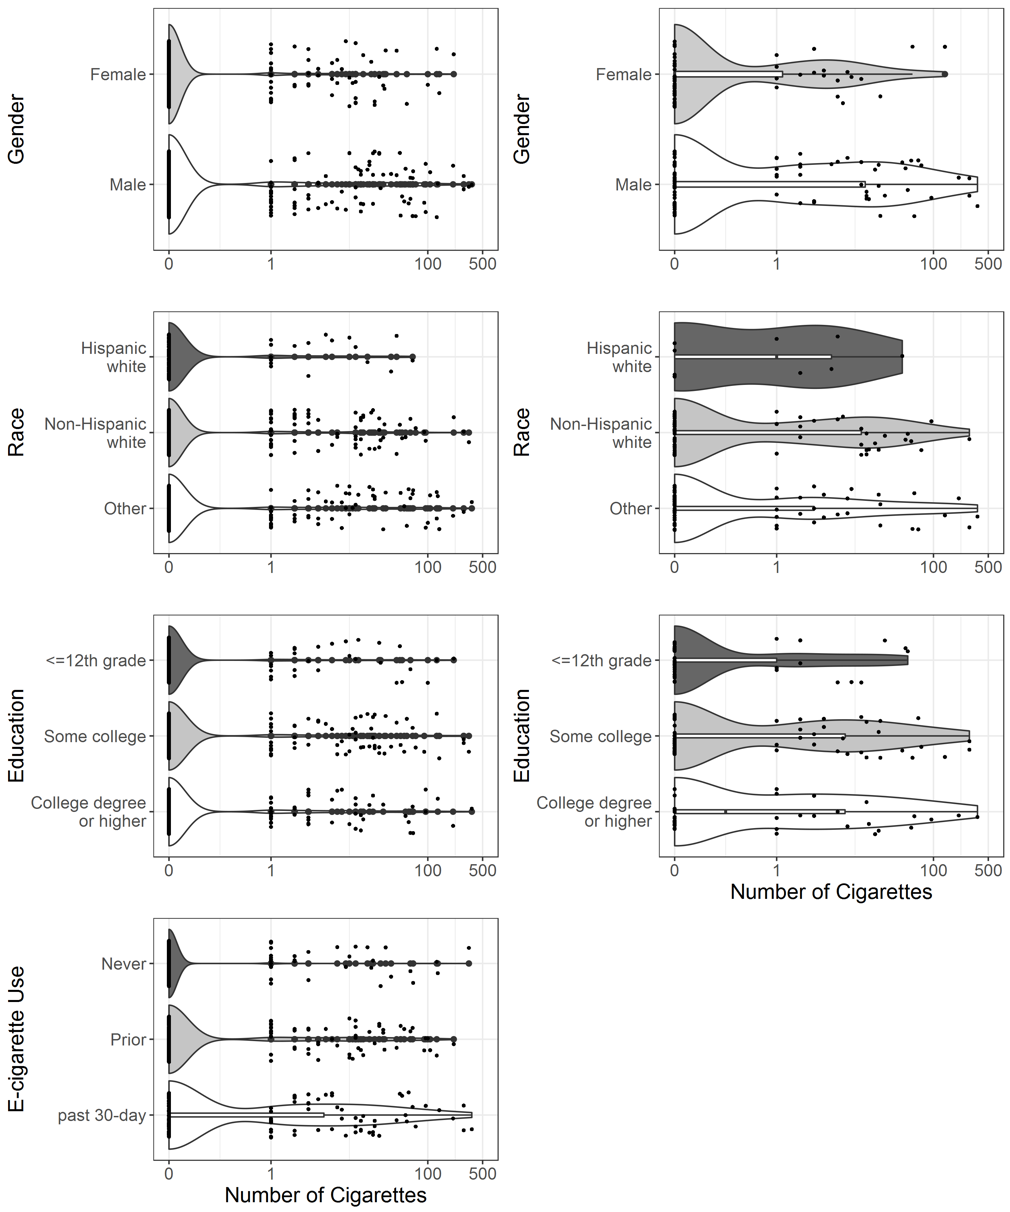 Gender
Female
Male
0 1 100 500
Gender
Female
Male
0 1 100 500
Race
Hispanic
white
Non-Hispanic
white
Other
0 1 100 500
Race
Hispanic
white
Non-Hispanic
white
Other
0 1 100 500
Education
<=12th grade
Some college
College degree
or higher
0 1 100 500
Education
<=12th grade
Some college
College degree
or higher
0 1 100 500
Number of Cigarettes
E-cigarette Use
Never
Prior
past 30-day
0 1 100 500
Number of Cigarettes